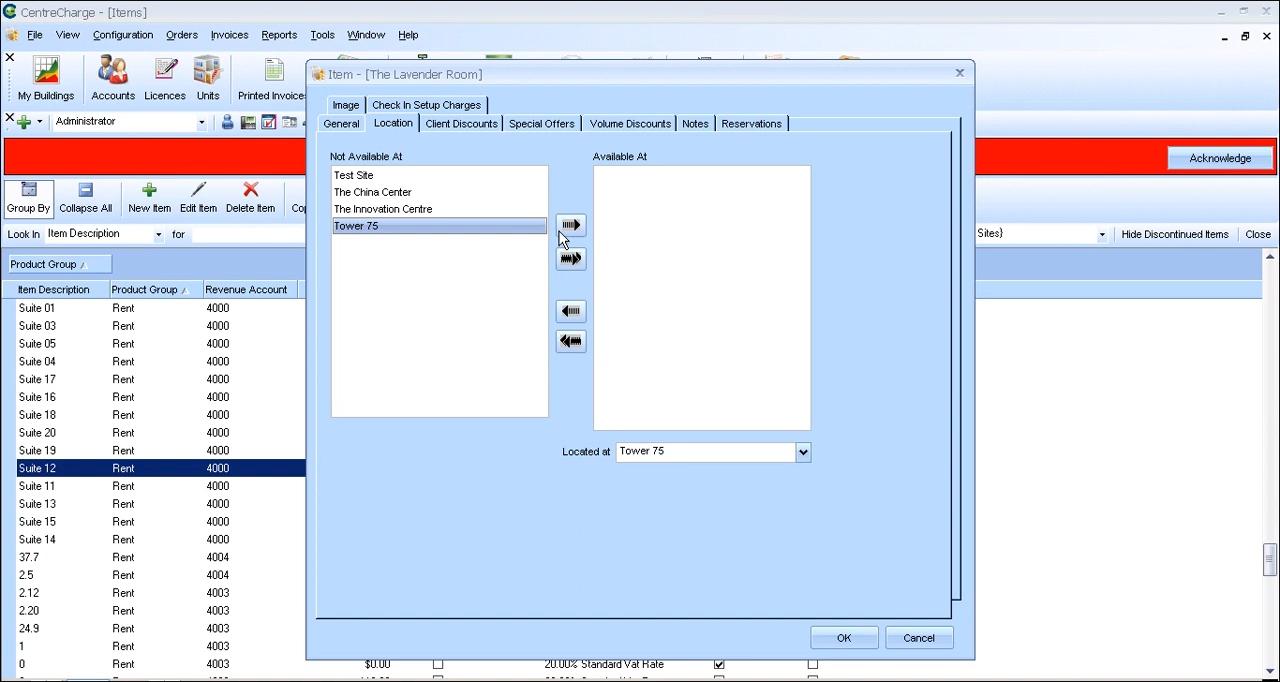 CentreCharge - [Items]
File View Configuration Orders Invoices Reports Tools Window Help
My Buildings Accounts Licences Units Printed Invoice
Administrator
Acknowledge
Group By Collapse All New Item Edit Item Delete Item
Look In Item Description for Sites} Hide Discontinued Items Close
Product Group
Item Description Product Group Revenue Account
Suite 01 Rent 4000
Suite 03 Rent 4000
Suite 05 Rent 4000
Suite 04 Rent 4000
Suite 17 Rent 4000
Suite 16 Rent 4000
Suite 18 Rent 4000
Suite 20 Rent 4000
Suite 19 Rent 4000
Suite 12 Rent 4000
Suite 11 Rent 4000
Suite 13 Rent 4000
Suite 15 Rent 4000
Suite 14 Rent 4000
37.7 Rent 4004
2.5 Rent 4004
2.12 Rent 4003
2.20 Rent 4003
24.9 Rent 4003
1 Rent 4003
0 Rent 4003 $0.00 20.00% Standard Vat Rate
Item - [The Lavender Room]
Image Check In Setup Charges
General Location Client Discounts Special Offers Volume Discounts Notes Reservations
Not Available At
Test Site
The China Center
The Innovation Centre
Tower 75
Available At
Located at Tower 75
OK Cancel